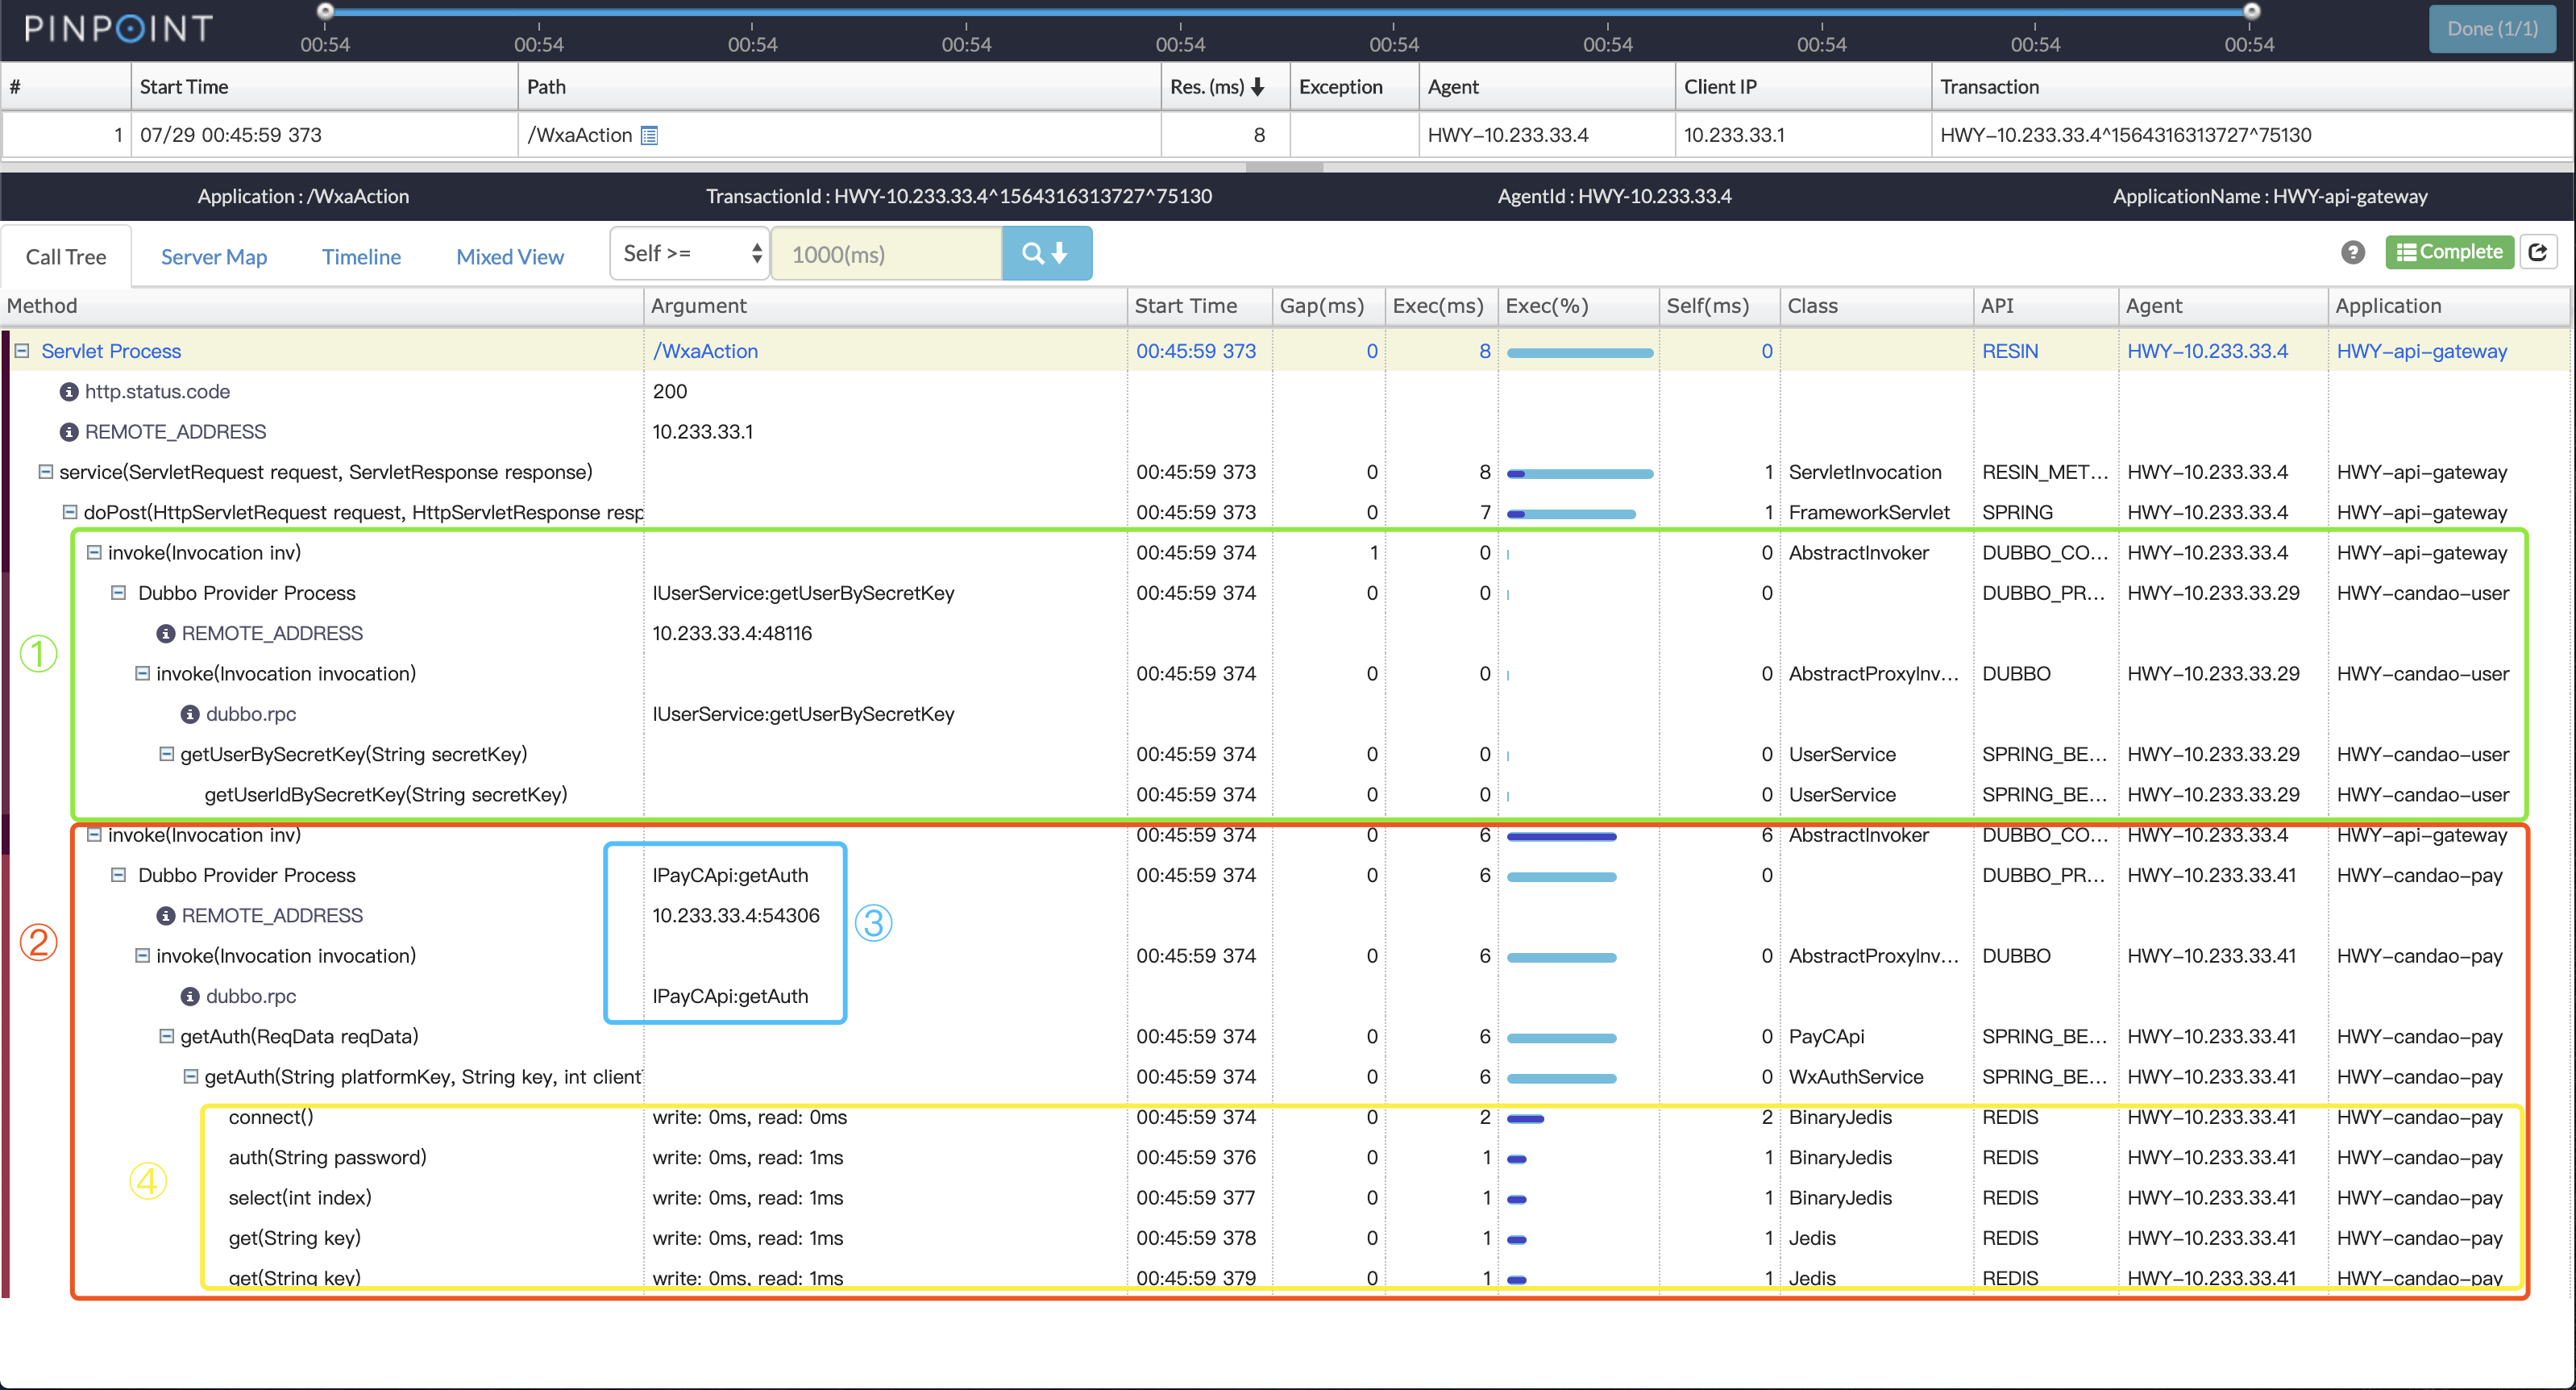 PINPOINT
00:54 00:54 00:54 00:54 00:54 00:54 00:54 00:54 00:54 00:54
Done (1/1)
# Start Time Path Res. (ms) Exception Agent Client IP Transaction
1 07/29 00:45:59 373 /WxaAction 8 HWY-10.233.33.4 10.233.33.1 HWY-10.233.33.4^1564316313727^75130
Application : /WxaAction TransactionId : HWY-10.233.33.4^1564316313727^75130 AgentId : HWY-10.233.33.4 ApplicationName : HWY-api-gateway
Call Tree Server Map Timeline Mixed View Self >= 1000(ms) Complete
Method Argument Start Time Gap(ms) Exec(ms) Exec(%) Self(ms) Class API Agent Application
Servlet Process /WxaAction 00:45:59 373 0 8 0 RESIN HWY-10.233.33.4 HWY-api-gateway
http.status.code 200
REMOTE_ADDRESS 10.233.33.1
service(ServletRequest request, ServletResponse response) 00:45:59 373 0 8 1 ServletInvocation RESIN_MET... HWY-10.233.33.4 HWY-api-gateway
doPost(HttpServletRequest request, HttpServletResponse resp 00:45:59 373 0 7 1 FrameworkServlet SPRING HWY-10.233.33.4 HWY-api-gateway
invoke(Invocation inv) 00:45:59 374 1 0 0 AbstractInvoker DUBBO_CO... HWY-10.233.33.4 HWY-api-gateway
Dubbo Provider Process IUserService:getUserBySecretKey 00:45:59 374 0 0 0 DUBBO_PR... HWY-10.233.33.29 HWY-candao-user
REMOTE_ADDRESS 10.233.33.4:48116
①
invoke(Invocation invocation) 00:45:59 374 0 0 0 AbstractProxyInv... DUBBO HWY-10.233.33.29 HWY-candao-user
dubbo.rpc IUserService:getUserBySecretKey
getUserBySecretKey(String secretKey) 00:45:59 374 0 0 0 UserService SPRING_BE... HWY-10.233.33.29 HWY-candao-user
getUserIdBySecretKey(String secretKey) 00:45:59 374 0 0 0 UserService SPRING_BE... HWY-10.233.33.29 HWY-candao-user
invoke(Invocation inv) 00:45:59 374 0 6 6 AbstractInvoker DUBBO_CO... HWY-10.233.33.4 HWY-api-gateway
Dubbo Provider Process IPayCApi:getAuth 00:45:59 374 0 6 0 DUBBO_PR... HWY-10.233.33.41 HWY-candao-pay
REMOTE_ADDRESS 10.233.33.4:54306 ③
②
invoke(Invocation invocation) 00:45:59 374 0 6 0 AbstractProxyInv... DUBBO HWY-10.233.33.41 HWY-candao-pay
dubbo.rpc IPayCApi:getAuth
getAuth(ReqData reqData) 00:45:59 374 0 6 0 PayCApi SPRING_BE... HWY-10.233.33.41 HWY-candao-pay
getAuth(String platformKey, String key, int client 00:45:59 374 0 6 0 WxAuthService SPRING_BE... HWY-10.233.33.41 HWY-candao-pay
connect() write: 0ms, read: 0ms 00:45:59 374 0 2 2 BinaryJedis REDIS HWY-10.233.33.41 HWY-candao-pay
auth(String password) write: 0ms, read: 1ms 00:45:59 376 0 1 1 BinaryJedis REDIS HWY-10.233.33.41 HWY-candao-pay
④
select(int index) write: 0ms, read: 1ms 00:45:59 377 0 1 1 BinaryJedis REDIS HWY-10.233.33.41 HWY-candao-pay
get(String key) write: 0ms, read: 1ms 00:45:59 378 0 1 1 Jedis REDIS HWY-10.233.33.41 HWY-candao-pay
get(String key) write: 0ms, read: 1ms 00:45:59 379 0 1 1 Jedis REDIS HWY-10.233.33.41 HWY-candao-pay